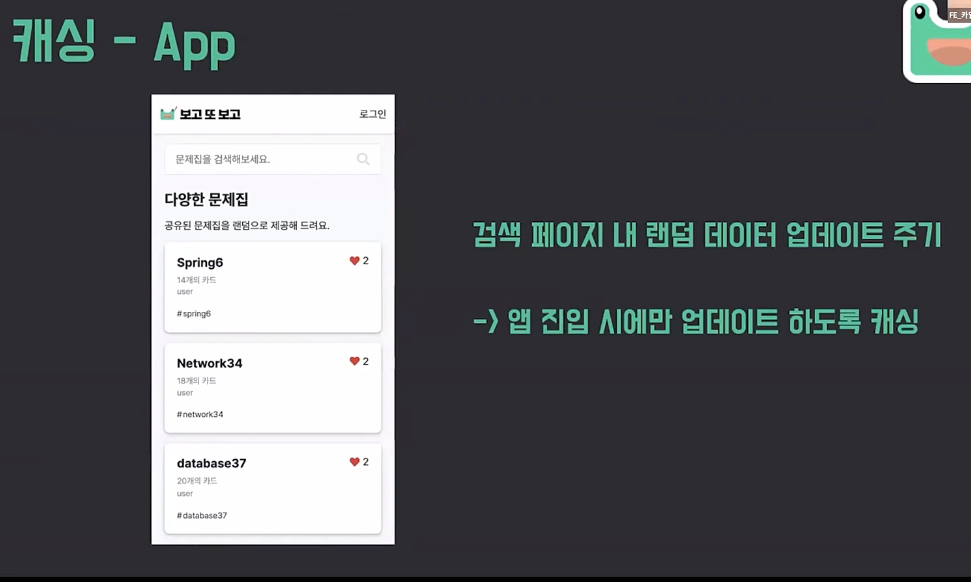 캐싱 - App
FE_카일
보고 또 보고
로그인
문제집을 검색해보세요.
다양한 문제집
공유된 문제집을 랜덤으로 제공해 드려요.
Spring6
2
14개의 카드
user
#spring6
Network34
2
18개의 카드
user
#network34
database37
2
20개의 카드
user
#database37
검색 페이지 내 랜덤 데이터 업데이트 주기
-> 앱 진입 시에만 업데이트 하도록 캐싱